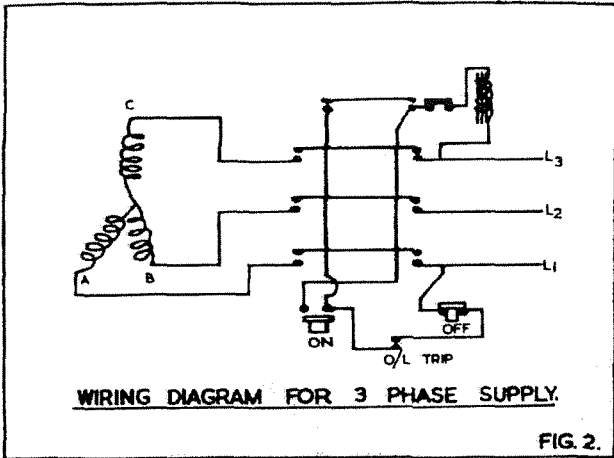 C
L3
L2
A
B
L1
ON
OFF
O/L TRIP
WIRING DIAGRAM FOR 3 PHASE SUPPLY.
FIG. 2.